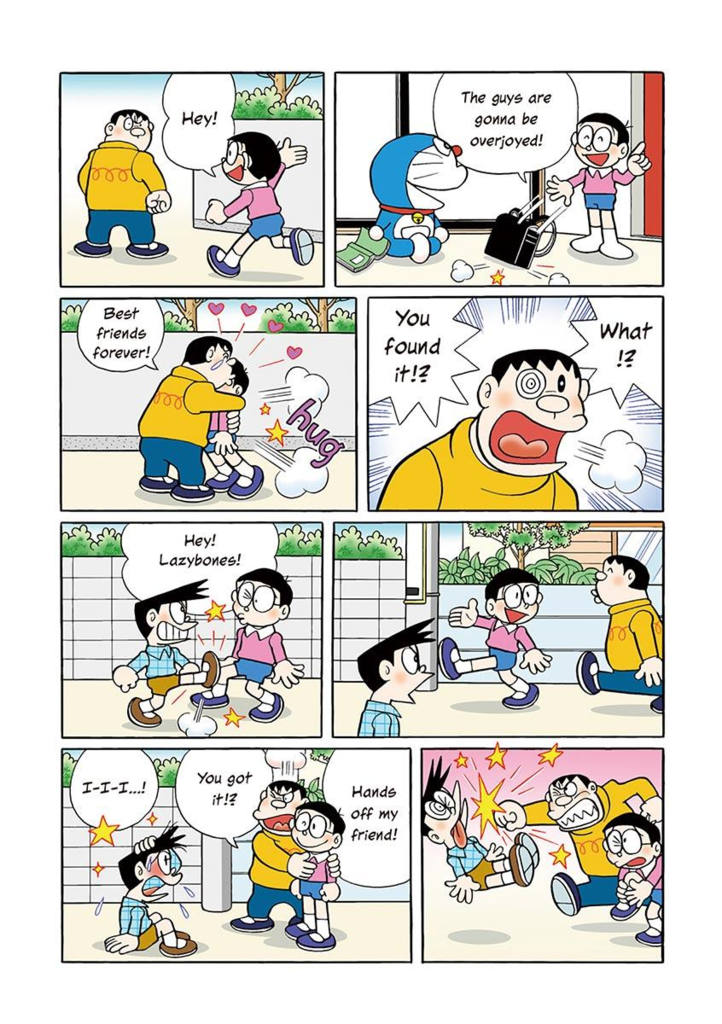 The guys are
gonna be
overjoyed!
Hey!
What
!?
You
found
it!?
Best
friends
forever!
hug
Hey!
Lazybones!
Hands
off my
friend!
You got
it!?
I-I-I...!